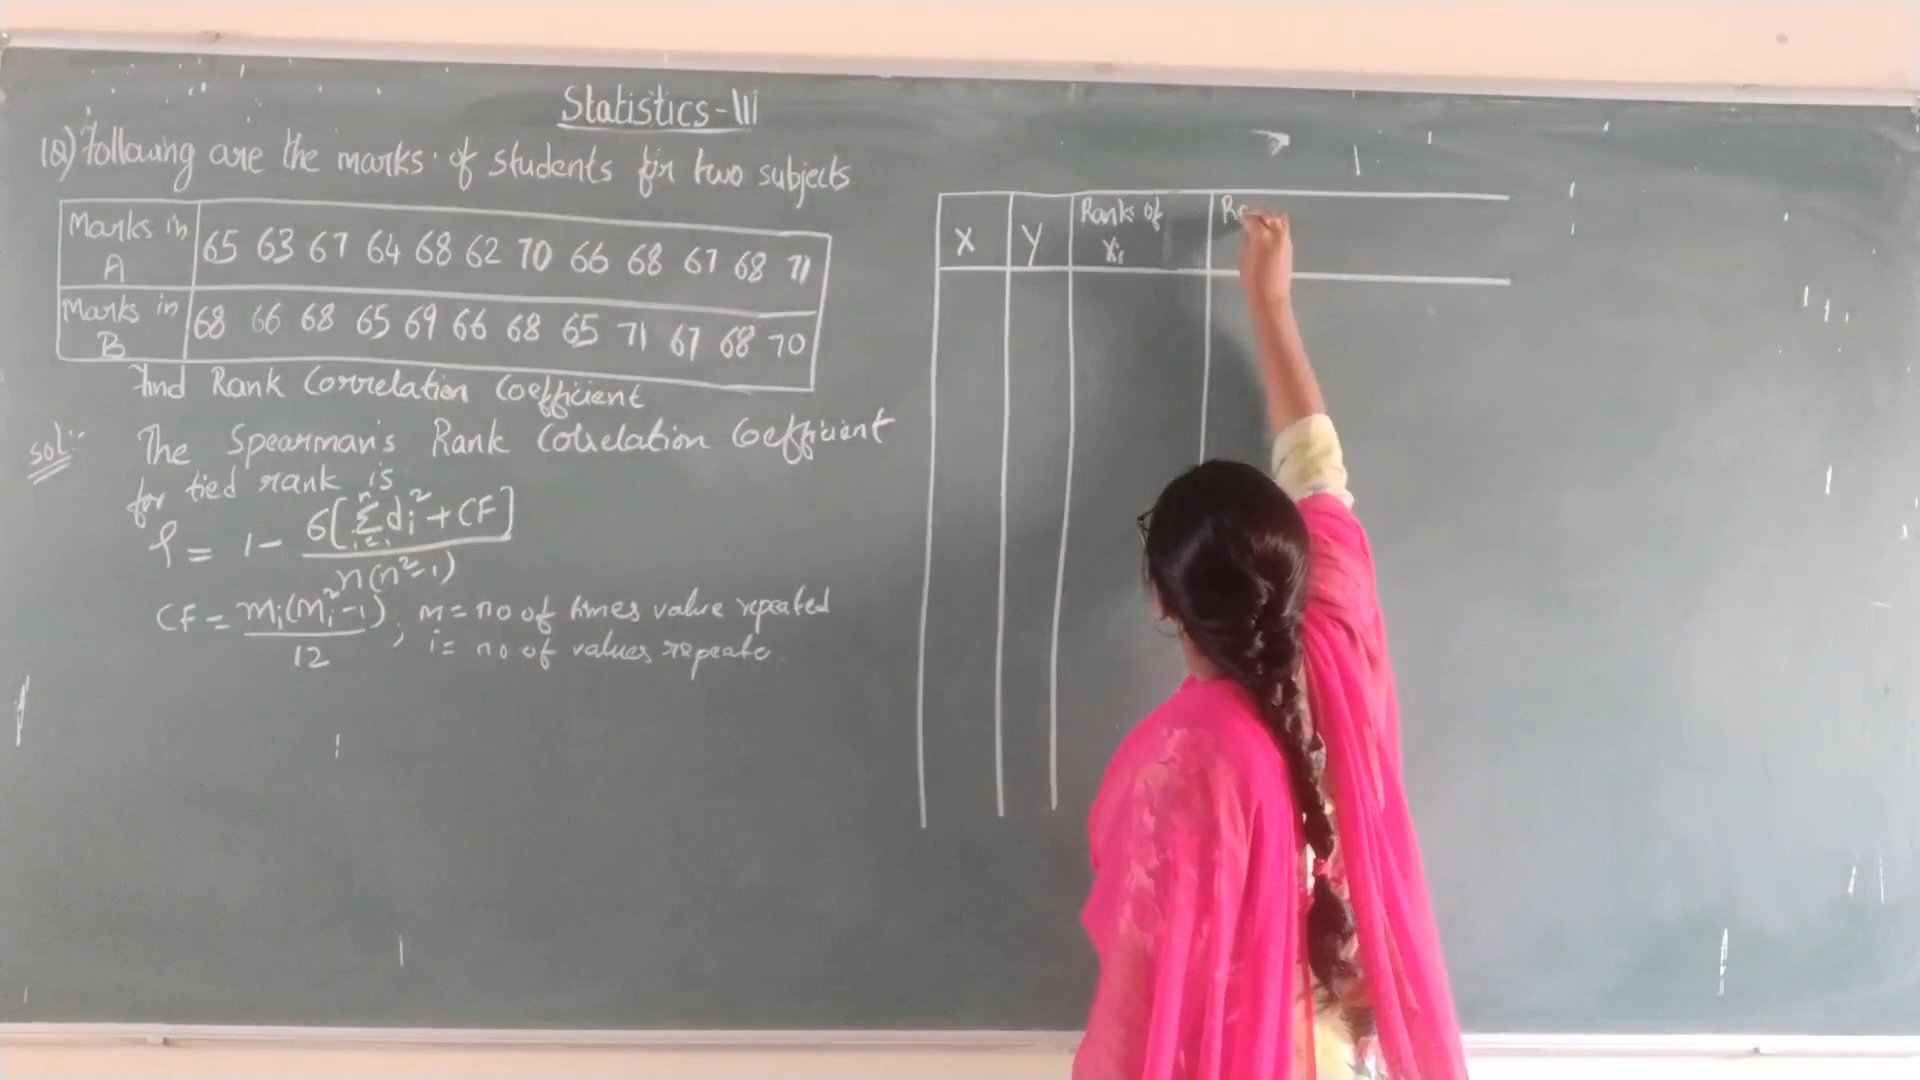 Statistics-III
1Q) Following are the marks of students for two subjects
Marks in A 65 63 67 64 68 62 70 66 68 67 68 71
Marks in B 68 66 68 65 69 66 68 65 71 67 68 70
Find Rank Correlation Coefficient
Sol:- The Spearman's Rank Correlation Coefficient
for tied rank is
ρ = 1 - 6[Σⁿᵢ₌₁ dᵢ² + CF] / n(n²-1)
CF = mᵢ(mᵢ²-1) / 12 ; m = no of times value repeated
i = no of values repeate
X Y Ranks of Xi